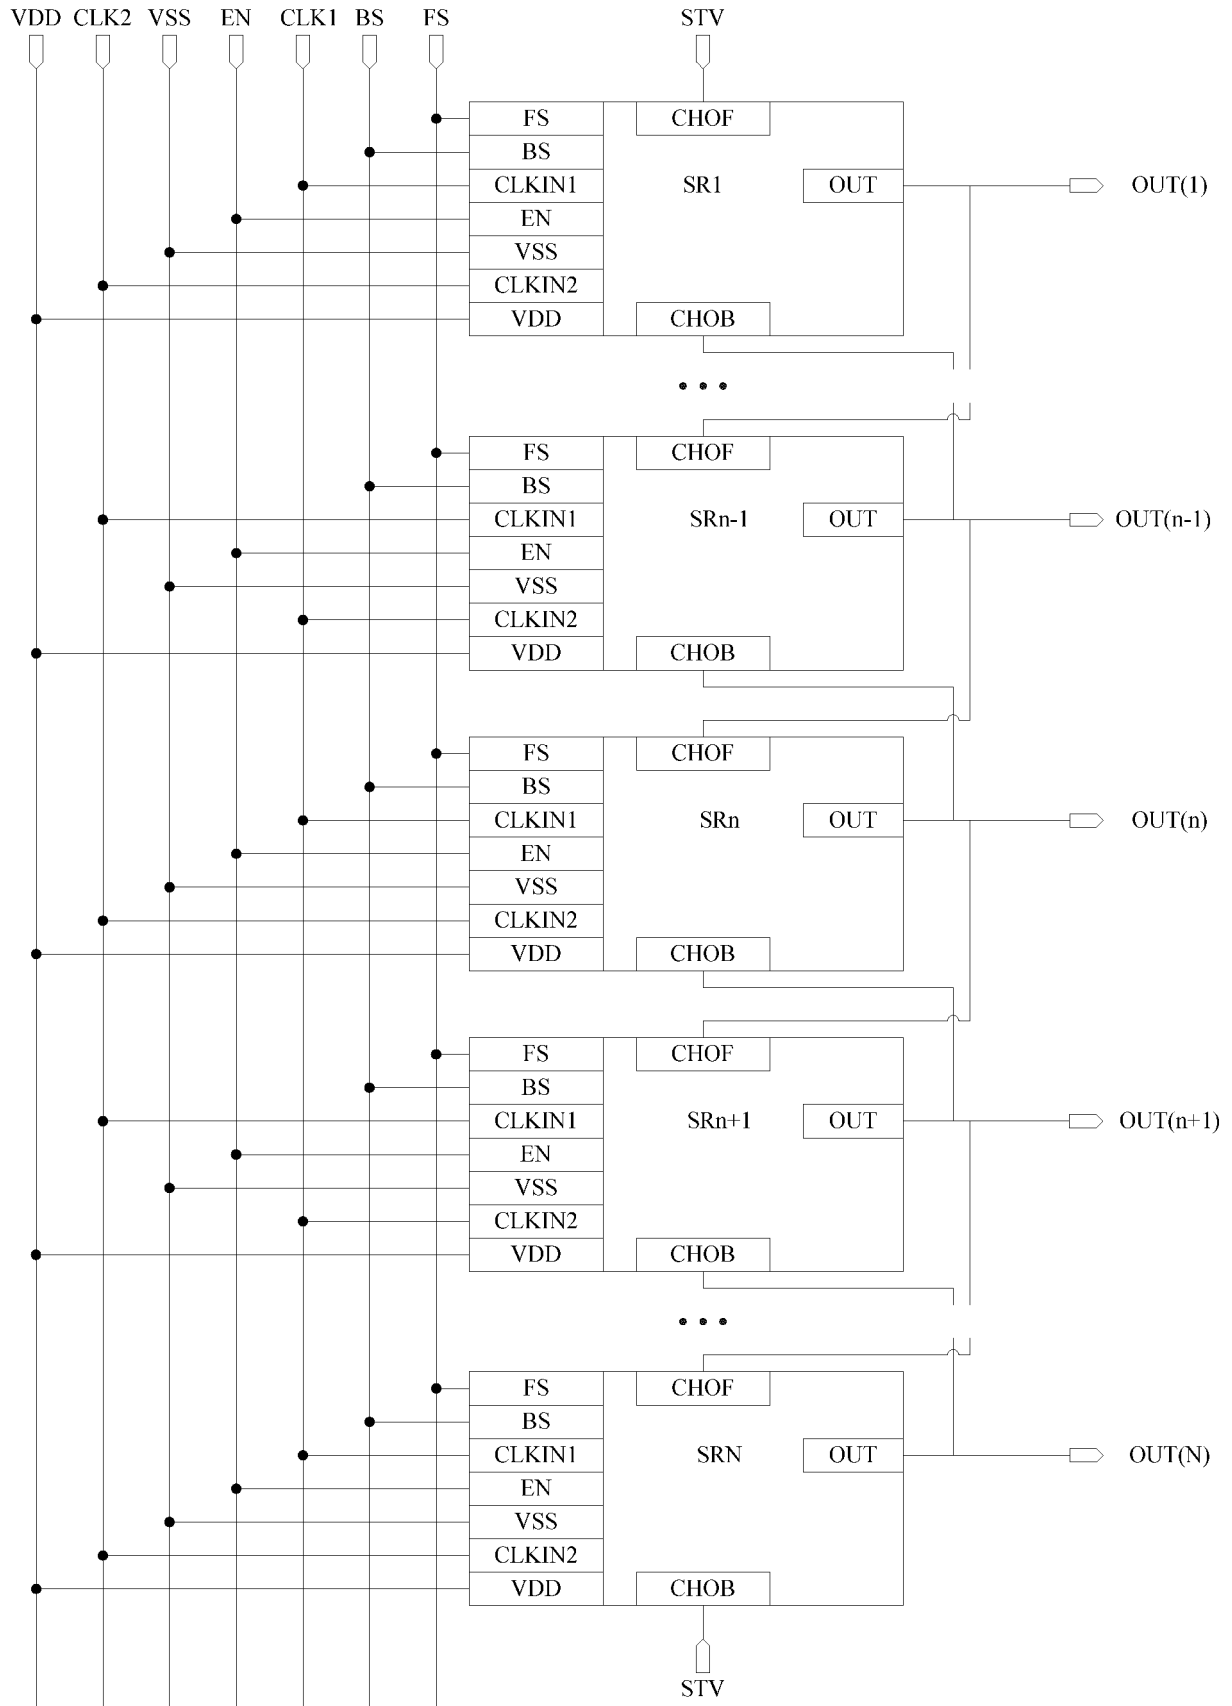 VDD CLK2 VSS EN CLK1 BS FS STV
FS CHOF
BS
CLKIN1 SR1 OUT OUT(1)
EN
VSS
CLKIN2
VDD CHOB
FS CHOF
BS
CLKIN1 SRn-1 OUT OUT(n-1)
EN
VSS
CLKIN2
VDD CHOB
FS CHOF
BS
CLKIN1 SRn OUT OUT(n)
EN
VSS
CLKIN2
VDD CHOB
FS CHOF
BS
CLKIN1 SRn+1 OUT OUT(n+1)
EN
VSS
CLKIN2
VDD CHOB
FS CHOF
BS
CLKIN1 SRN OUT OUT(N)
EN
VSS
CLKIN2
VDD CHOB
STV